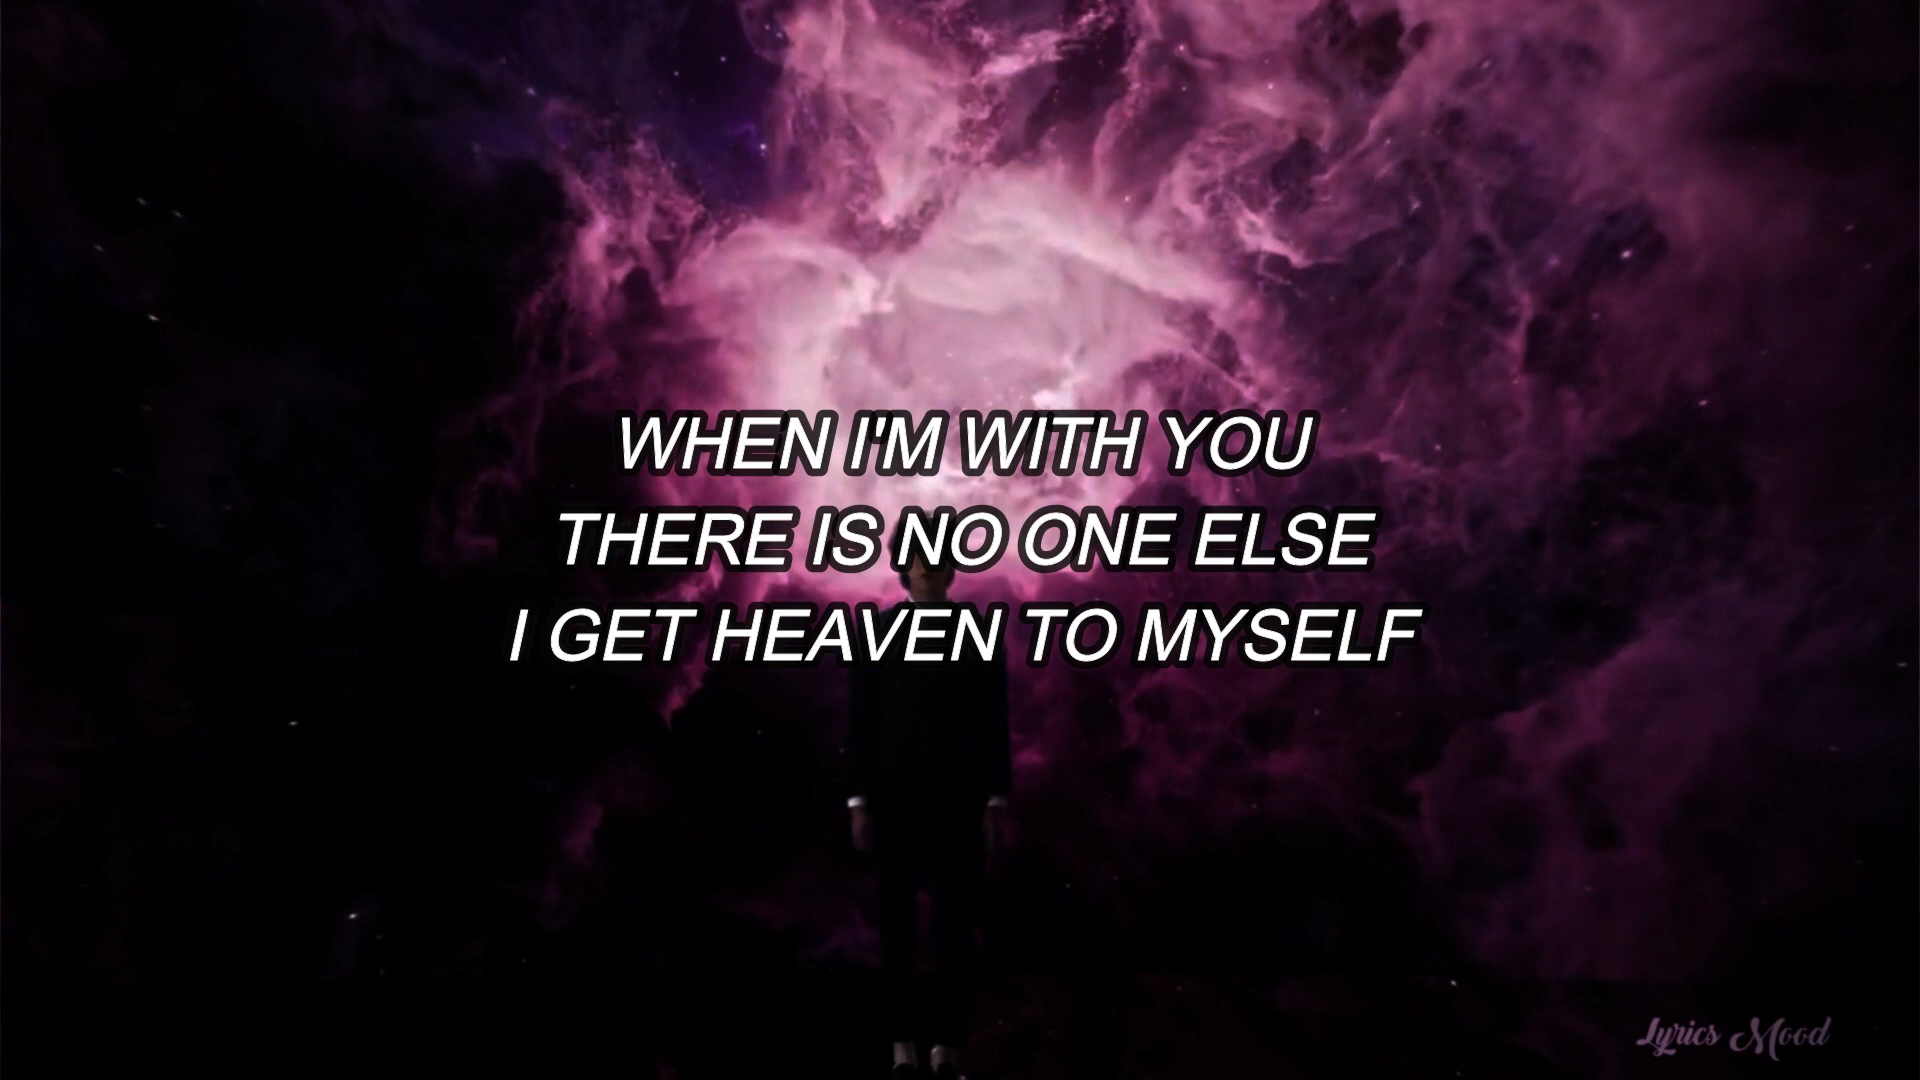 WHEN I'M WITH YOU
THERE IS NO ONE ELSE
I GET HEAVEN TO MYSELF
Lyrics Mood